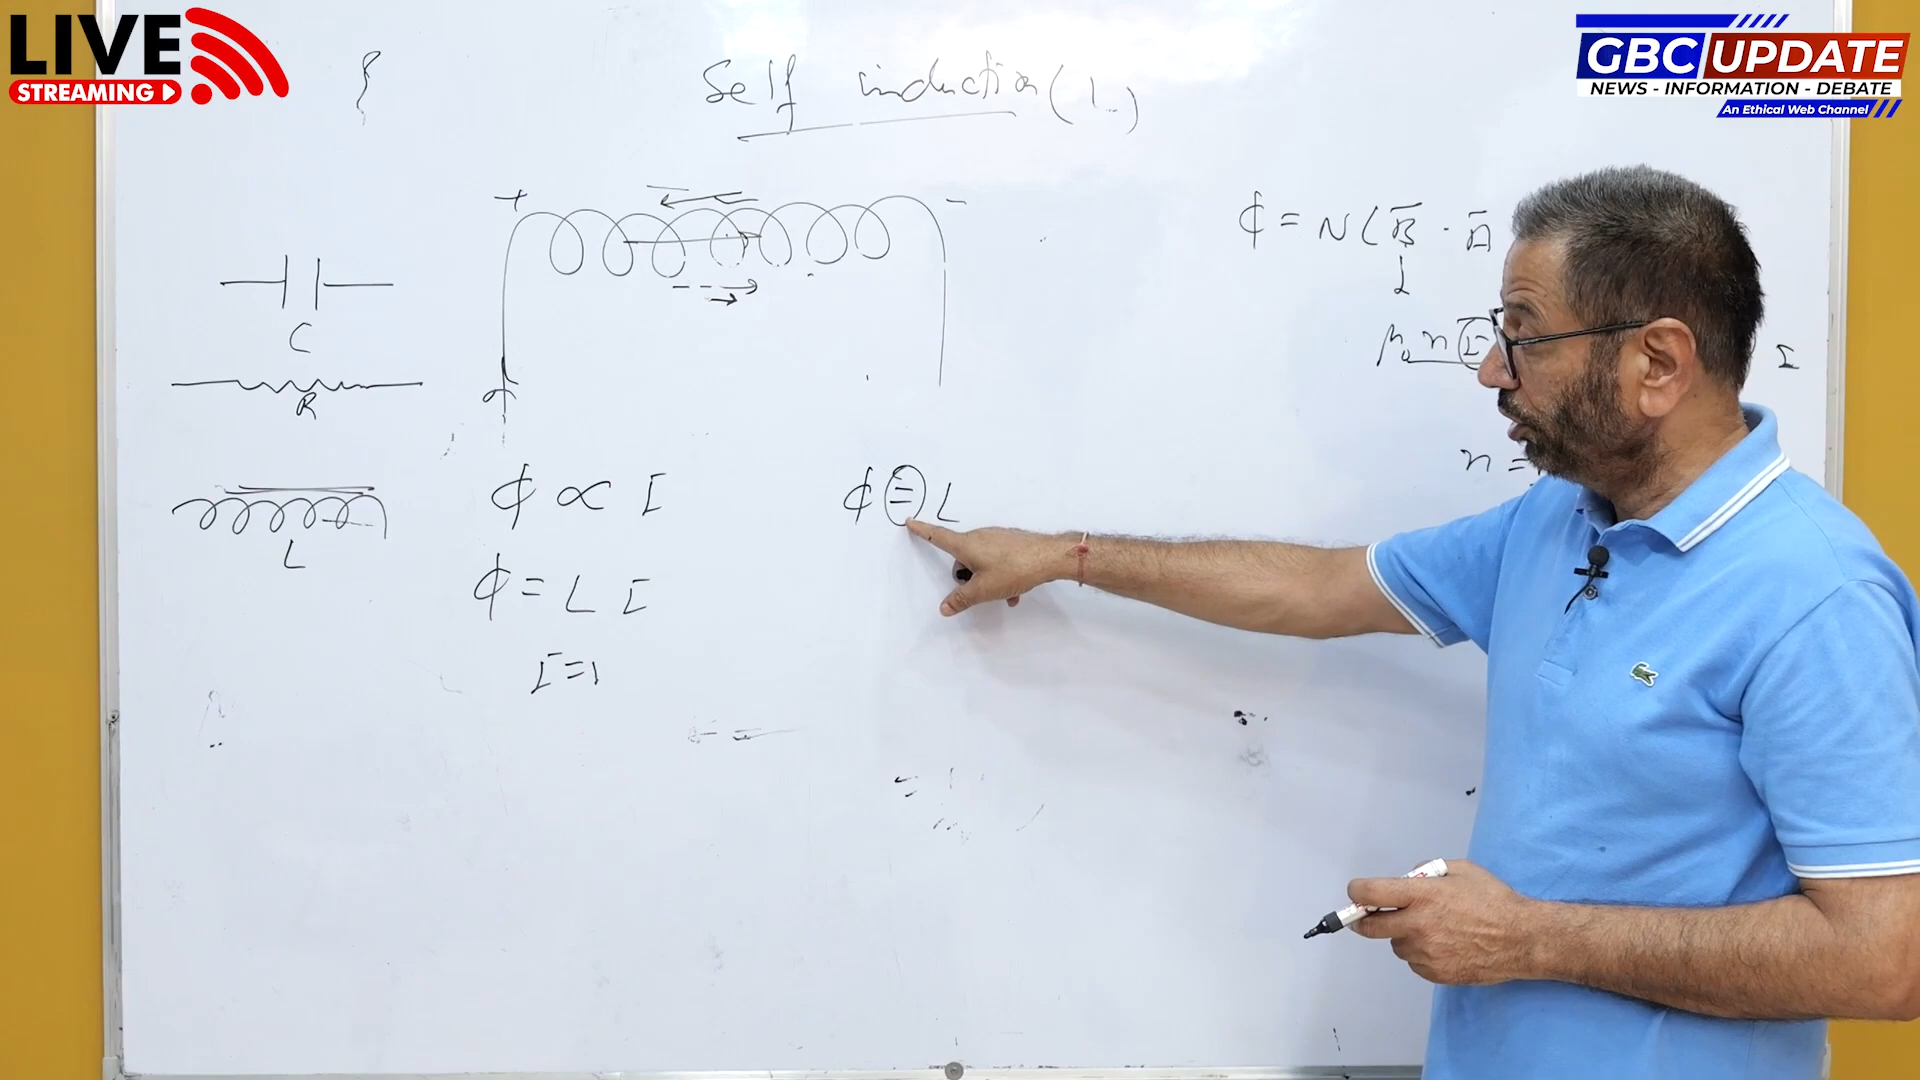 LIVE
STREAMING
GBC UPDATE
NEWS - INFORMATION - DEBATE
An Ethical Web Channel
Self induction (L)
+ -
ϕ = N(B̅ · A̅
C
μ₀ n I I
R
n =
ϕ ∝ I
ϕ = L
L
ϕ = L I
I = 1